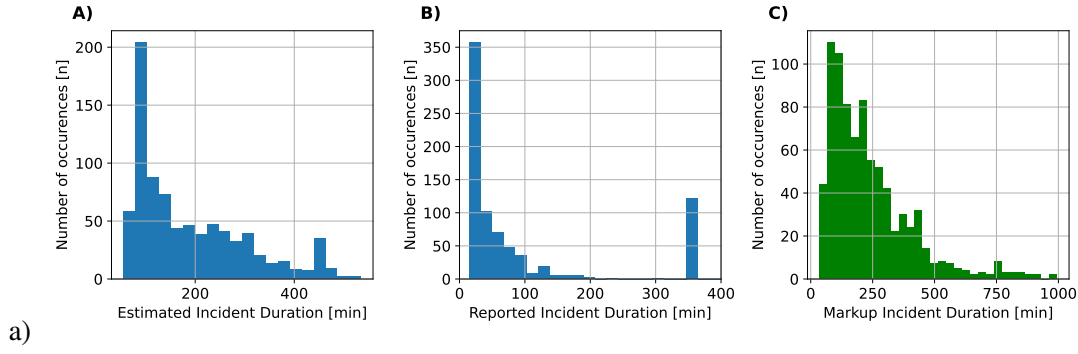 A)
Number of occurences [n]
200
150
100
50
0
200 400
Estimated Incident Duration [min]
B)
Number of occurences [n]
350
300
250
200
150
100
50
0
0 100 200 300 400
Reported Incident Duration [min]
C)
Number of occurences [n]
100
80
60
40
20
0
0 250 500 750 1000
Markup Incident Duration [min]
a)